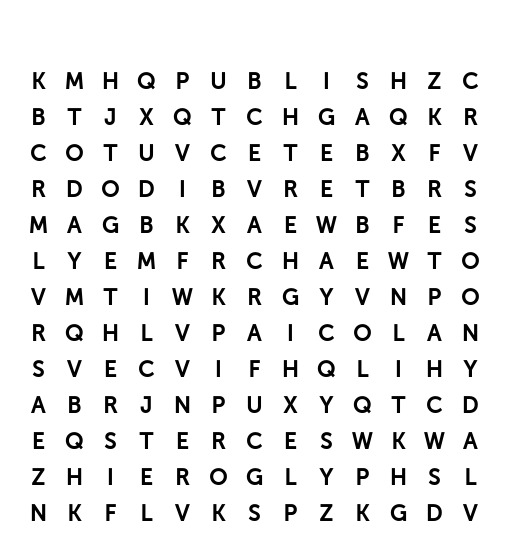 K M H Q P U B L I S H Z C
B T J X Q T C H G A Q K R
C O T U V C E T E B X F V
R D O D I B V R E T B R S
M A G B K X A E W B F E S
L Y E M F R C H A E W T O
V M T I W K R G Y V N P O
R Q H L V P A I C O L A N
S V E C V I F H Q L I H Y
A B R J N P U X Y Q T C D
E Q S T E R C E S W K W A
Z H I E R O G L Y P H S L
N K F L V K S P Z K G D V